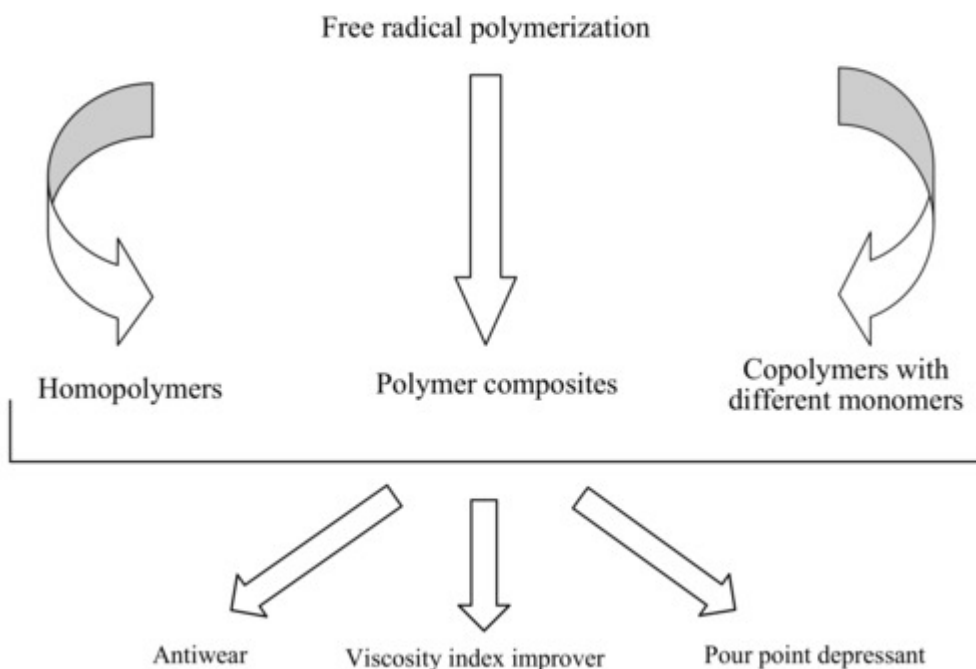 Free radical polymerization
Homopolymers
Polymer composites
Copolymers with
different monomers
Antiwear
Viscosity index improver
Pour point depressant